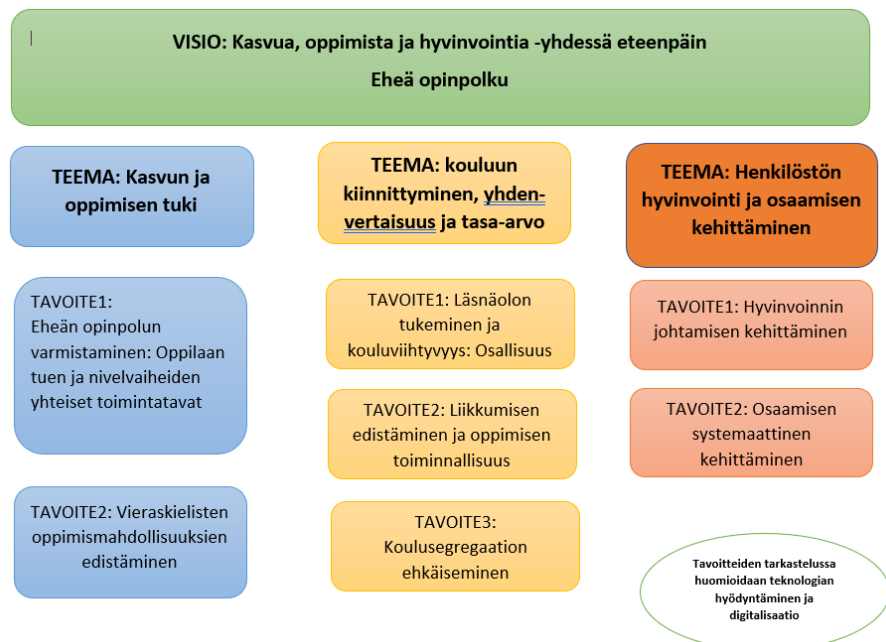 VISIO: Kasvua, oppimista ja hyvinvointia -yhdessä eteenpäin
Eheä opinpolku
TEEMA: Kasvun ja
oppimisen tuki
TAVOITE1:
Eheän opinpolun
varmistaminen: Oppilaan
tuen ja nivelvaiheiden
yhteiset toimintatavat
TAVOITE2: Vieraskielisten
oppimismahdollisuuksien
edistäminen
TEEMA: kouluun
kiinnittyminen, yhden-
vertaisuus ja tasa-arvo
TAVOITE1: Läsnäolon
tukeminen ja
kouluviihtyvyys: Osallisuus
TAVOITE2: Liikkumisen
edistäminen ja oppimisen
toiminnallisuus
TAVOITE3:
Koulusegregaation
ehkäiseminen
TEEMA: Henkilöstön
hyvinvointi ja osaamisen
kehittäminen
TAVOITE1: Hyvinvoinnin
johtamisen kehittäminen
TAVOITE2: Osaamisen
systemaattinen
kehittäminen
Tavoitteiden tarkastelussa
huomioidaan teknologian
hyödyntäminen ja
digitalisaatio